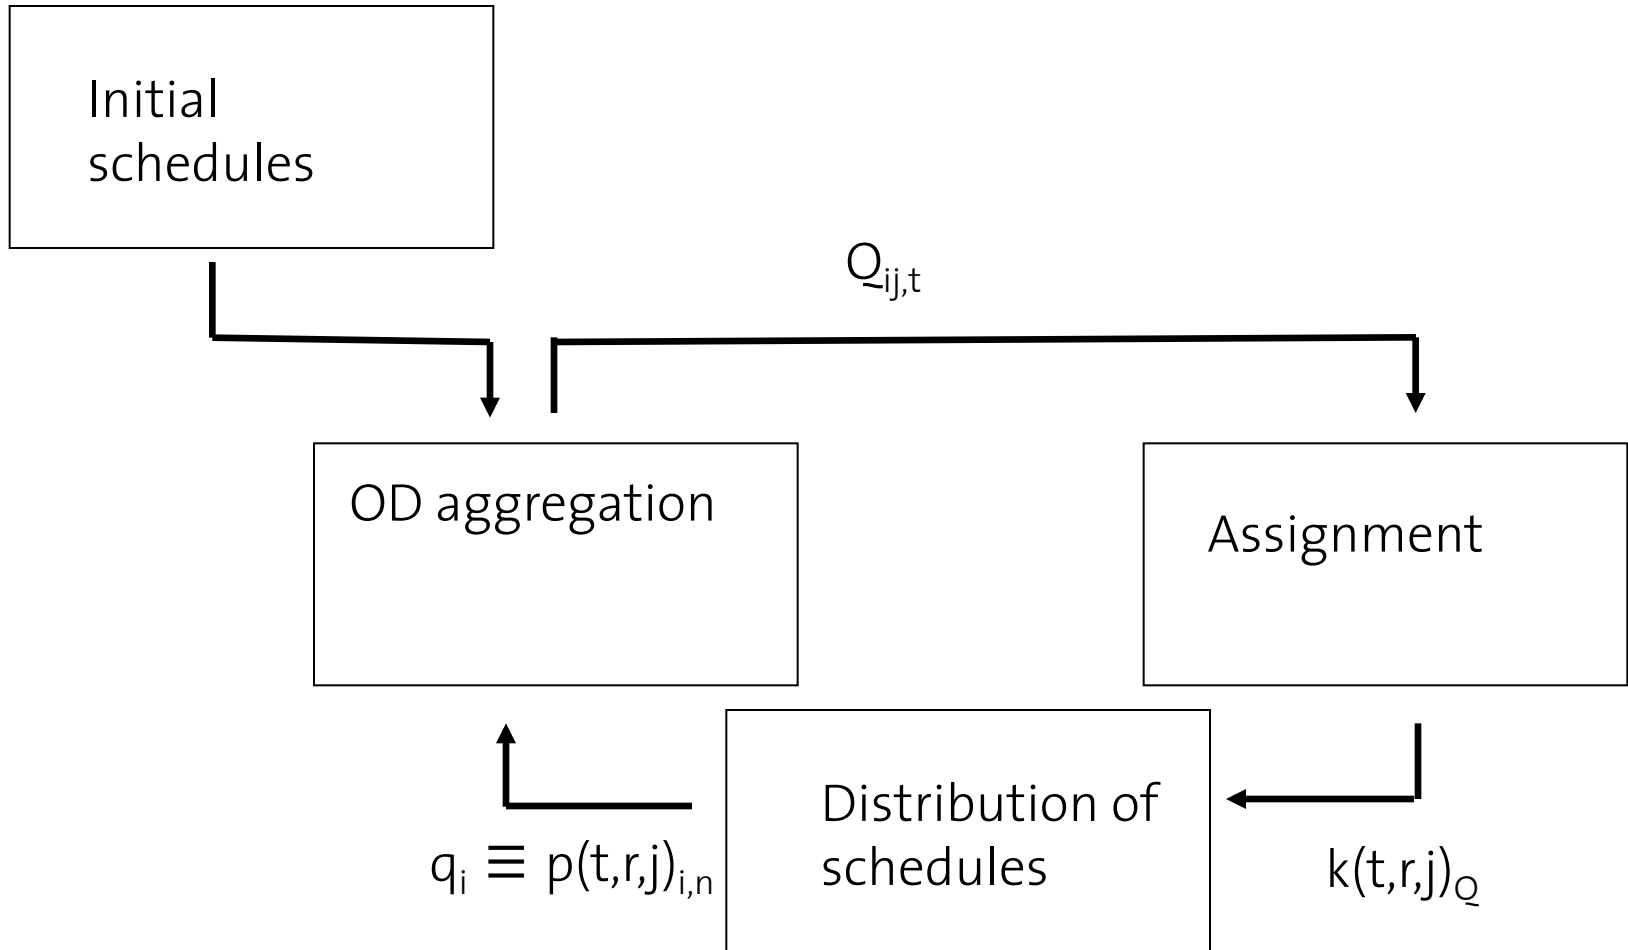 Initial
schedules
Q_ij,t
OD aggregation
Assignment
Distribution of
schedules
q_i ≡ p(t,r,j)_i,n
k(t,r,j)_Q